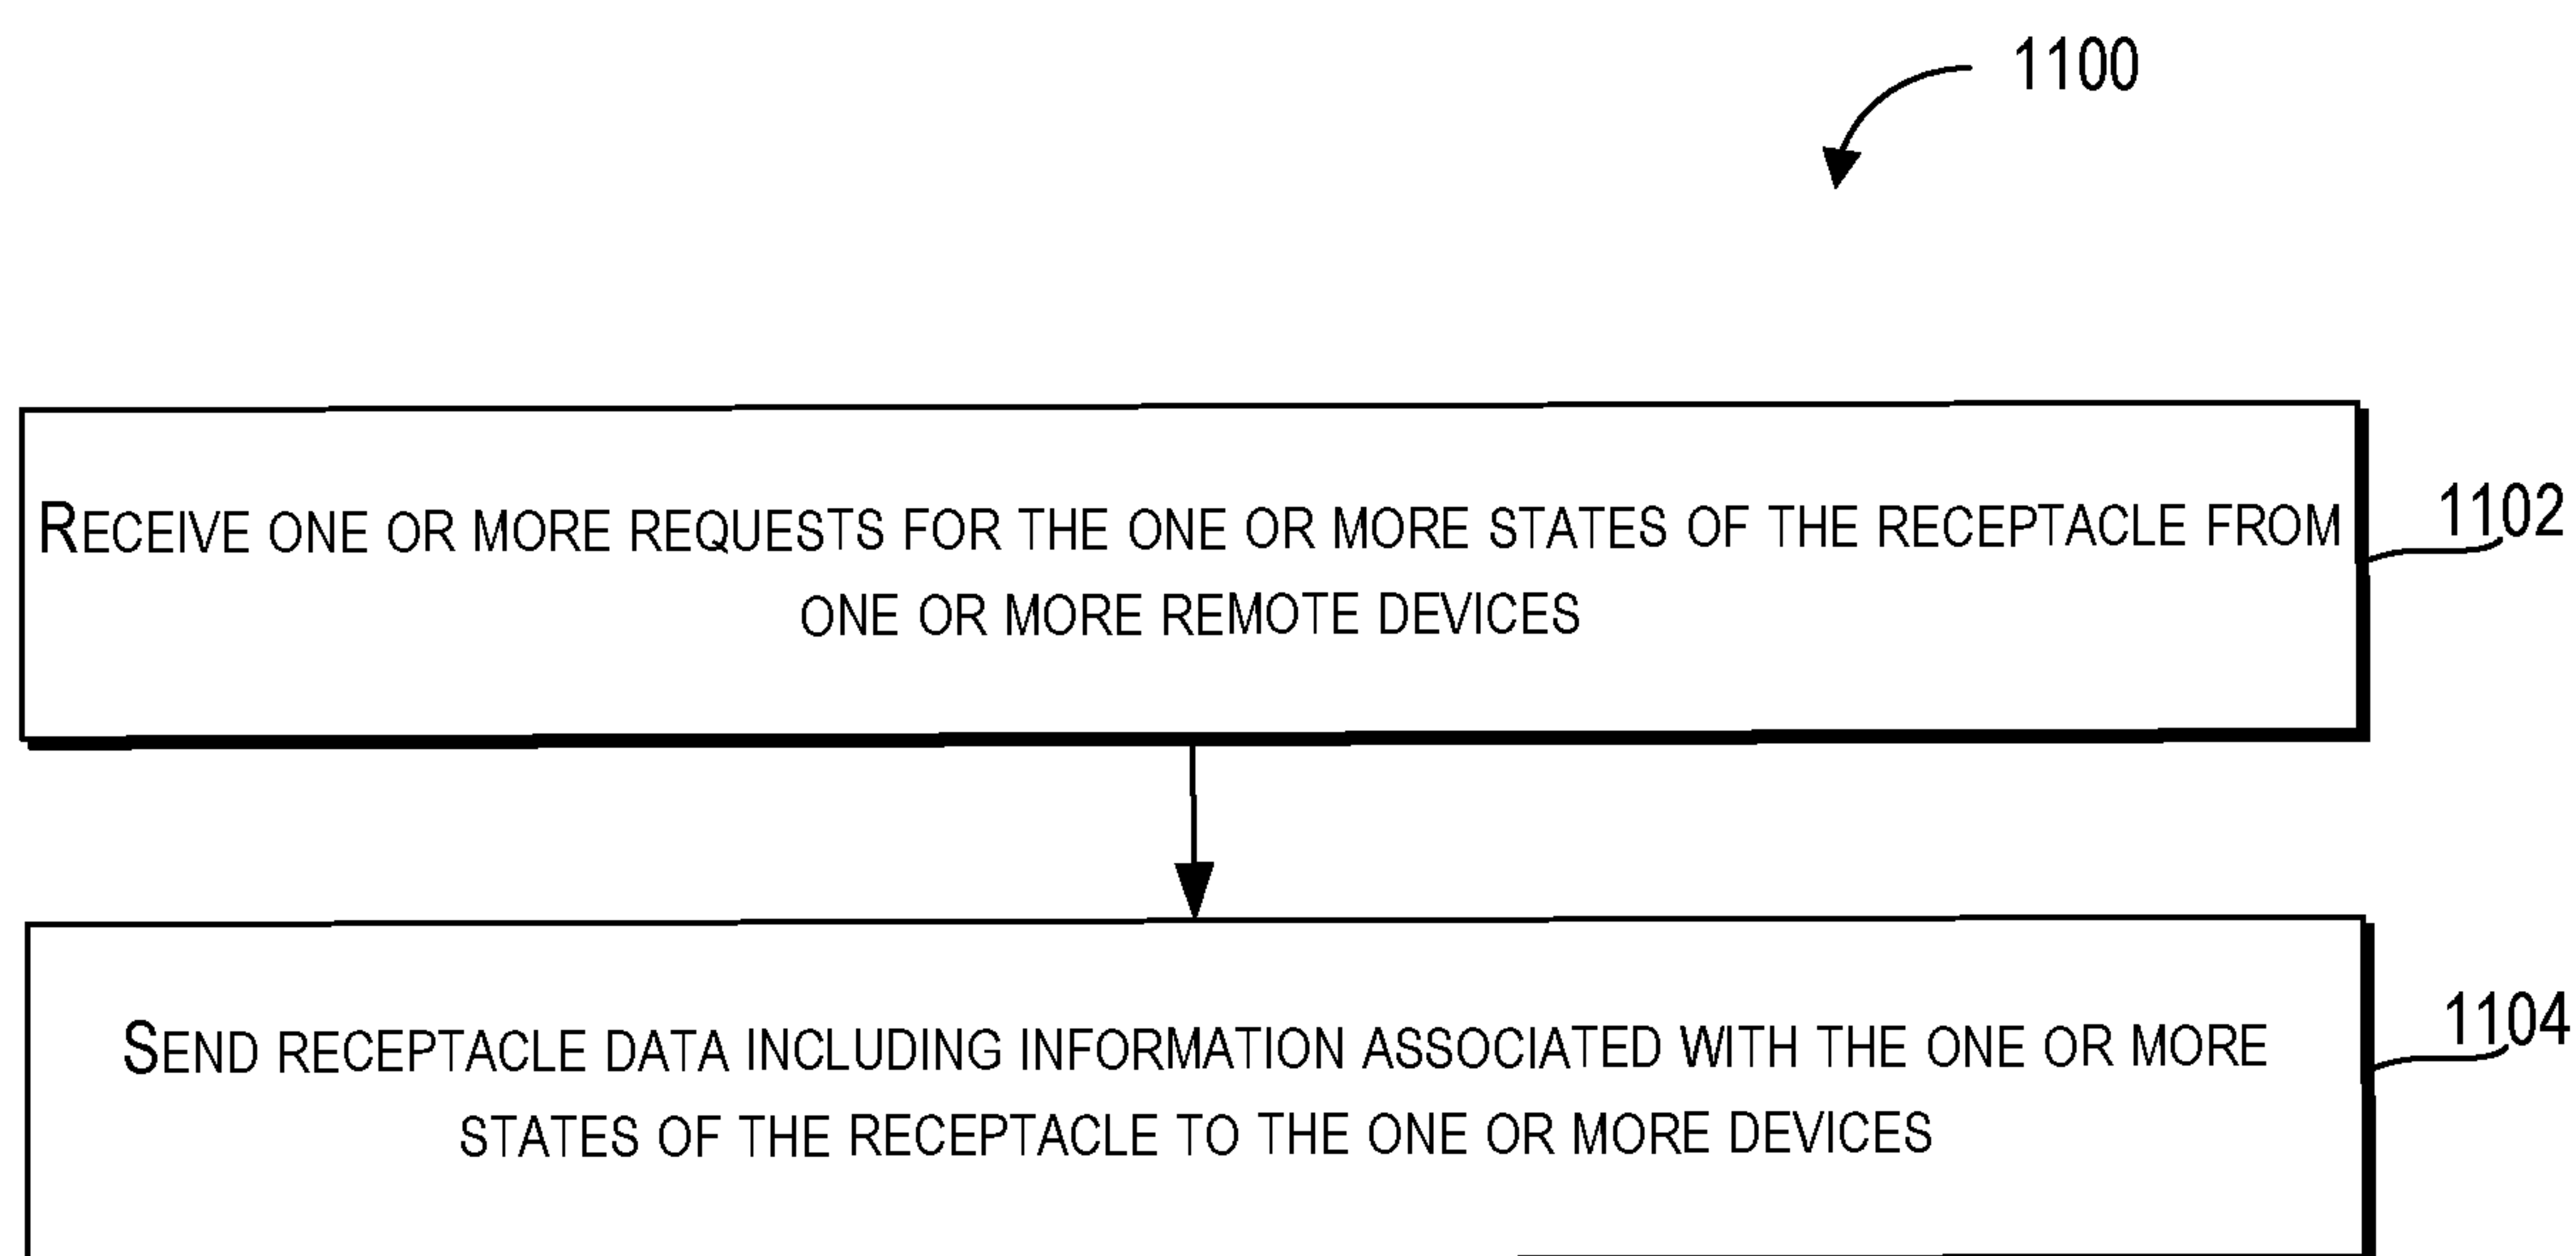 1100
RECEIVE ONE OR MORE REQUESTS FOR THE ONE OR MORE STATES OF THE RECEPTACLE FROM
1102
ONE OR MORE REMOTE DEVICES
SEND RECEPTACLE DATA INCLUDING INFORMATION ASSOCIATED WITH THE ONE OR MORE
1104
STATES OF THE RECEPTACLE TO THE ONE OR MORE DEVICES